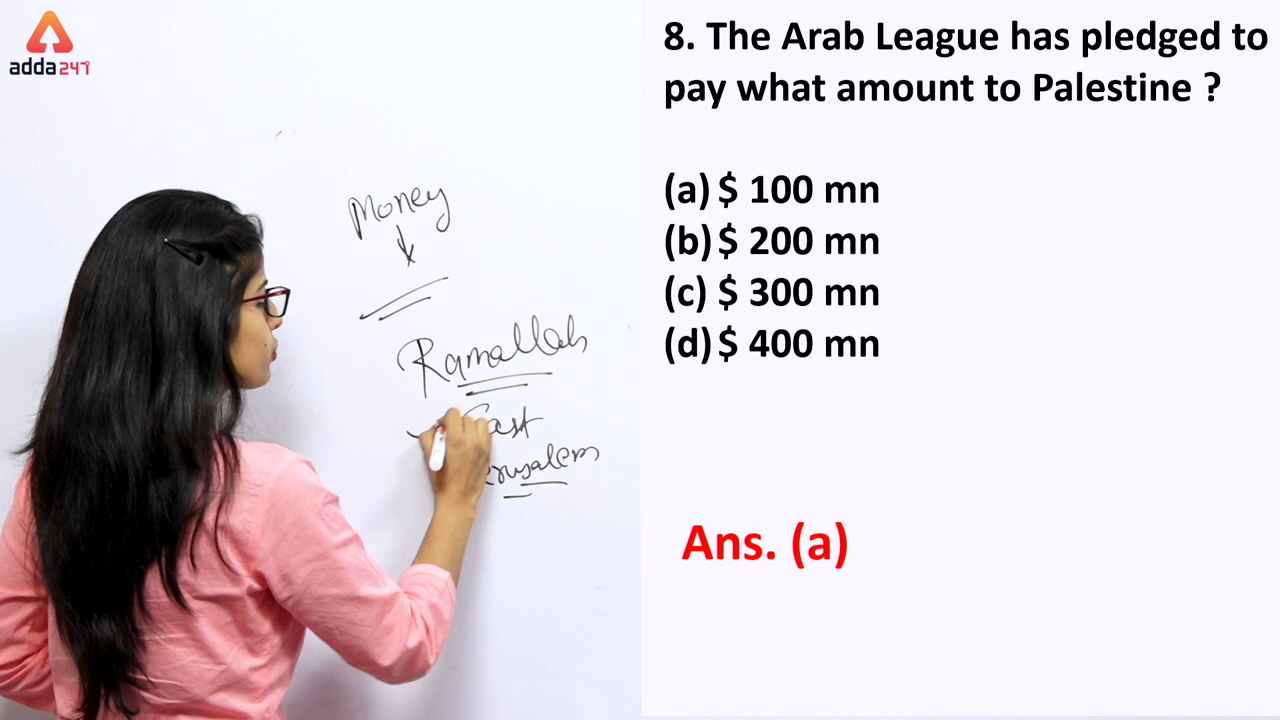 adda247
Money
Ramallah
East
Jerusalem
8. The Arab League has pledged to
pay what amount to Palestine ?
(a) $ 100 mn
(b) $ 200 mn
(c) $ 300 mn
(d) $ 400 mn
Ans. (a)